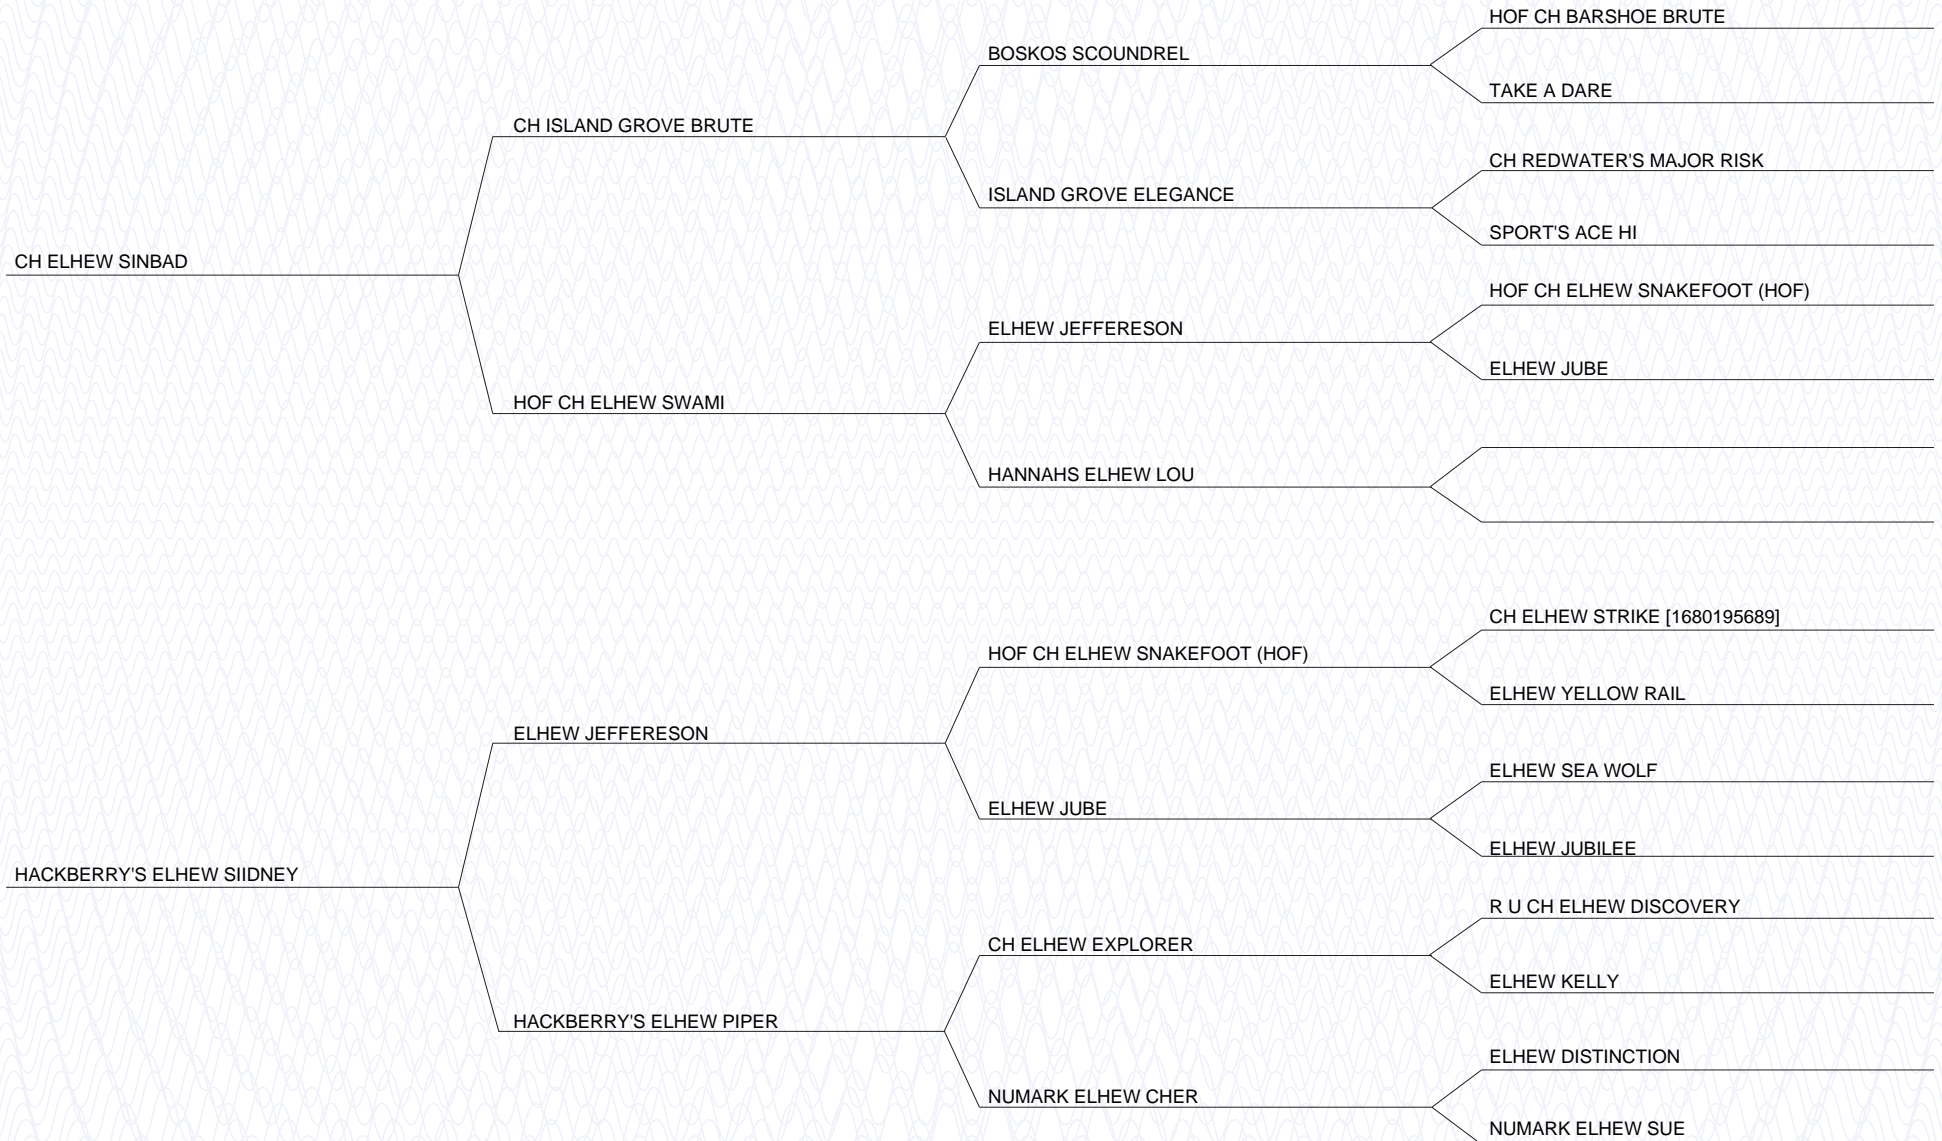 HOF CH BARSHOE BRUTE
BOSKOS SCOUNDREL
TAKE A DARE
CH ISLAND GROVE BRUTE
CH REDWATER'S MAJOR RISK
ISLAND GROVE ELEGANCE
SPORT'S ACE HI
CH ELHEW SINBAD
HOF CH ELHEW SNAKEFOOT (HOF)
ELHEW JEFFERESON
ELHEW JUBE
HOF CH ELHEW SWAMI
HANNAHS ELHEW LOU
CH ELHEW STRIKE [1680195689]
HOF CH ELHEW SNAKEFOOT (HOF)
ELHEW YELLOW RAIL
ELHEW JEFFERESON
ELHEW SEA WOLF
ELHEW JUBE
ELHEW JUBILEE
HACKBERRY'S ELHEW SIIDNEY
R U CH ELHEW DISCOVERY
CH ELHEW EXPLORER
ELHEW KELLY
HACKBERRY'S ELHEW PIPER
ELHEW DISTINCTION
NUMARK ELHEW CHER
NUMARK ELHEW SUE